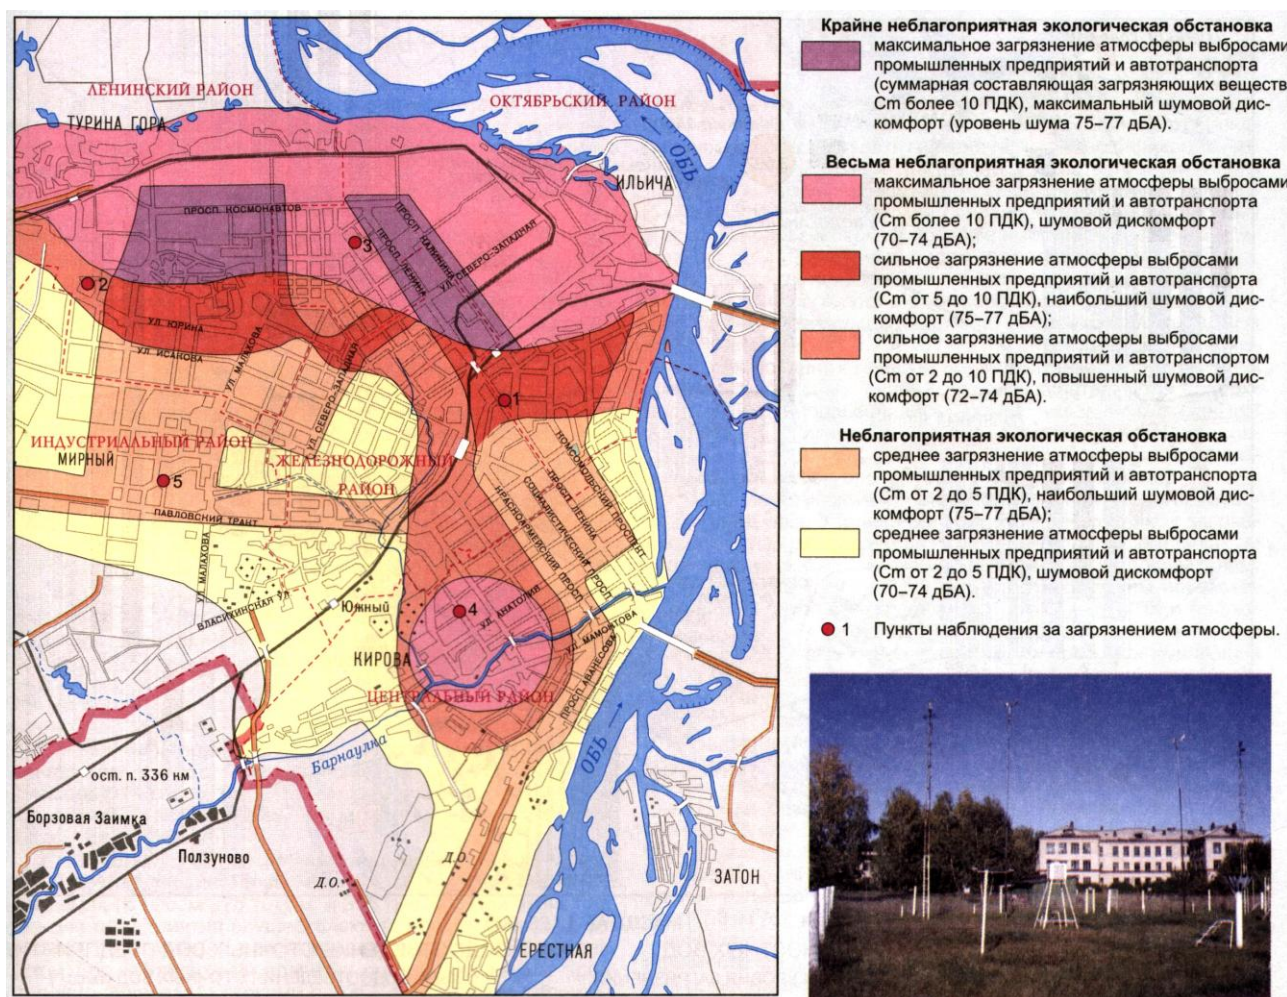 ЛЕНИНСКИЙ РАЙОН
ОКТЯБРЬСКИЙ РАЙОН
ТУРИНА ГОРА
ОБЬ
ИЛЬИЧА
ПРОСП. КОСМОНАВТОВ
ПРОСП. КАЛИНИНА
ПРОСП. ЛЕНИНА
УЛ. СЕВЕРО-ЗАПАДНАЯ
3
2
УЛ. ЮРИНА
УЛ. ИСАКОВА
УЛ. МАЛАХОВА
УЛ. СЕВЕРО-ЗАПАДНАЯ
1
ИНДУСТРИАЛЬНЫЙ РАЙОН
МИРНЫЙ
ЖЕЛЕЗНОДОРОЖНЫЙ
РАЙОН
5
ПАВЛОВСКИЙ ТРАКТ
КОМСОМОЛЬСКИЙ ПРОСПЕКТ
ПРОСП. ЛЕНИНА
СОЦИАЛИСТИЧЕСКИЙ ПРОСП.
КРАСНОАРМЕЙСКИЙ ПРОСП.
УЛ. МАЛАХОВА
ВЛАСИХИНСКАЯ УЛ.
Южный
4
УЛ. АНАТОЛИЯ
УЛ. МАМОНТОВА
КИРОВА
ЦЕНТРАЛЬНЫЙ РАЙОН
Барнаулка
ОБЬ
ост. п. 336 км
Борзовая Заимка
Ползуново
Д.О.
Д.О.
ЗАТОН
ЕРЕСТНАЯ
Крайне неблагоприятная экологическая обстановка
максимальное загрязнение атмосферы выбросами
промышленных предприятий и автотранспорта
(суммарная составляющая загрязняющих веществ
Cm более 10 ПДК), максимальный шумовой дис-
комфорт (уровень шума 75–77 дБА).
Весьма неблагоприятная экологическая обстановка
максимальное загрязнение атмосферы выбросами
промышленных предприятий и автотранспорта
(Cm более 10 ПДК), шумовой дискомфорт
(70–74 дБА);
сильное загрязнение атмосферы выбросами
промышленных предприятий и автотранспорта
(Cm от 5 до 10 ПДК), наибольший шумовой дис-
комфорт (75–77 дБА);
сильное загрязнение атмосферы выбросами
промышленных предприятий и автотранспортом
(Cm от 2 до 10 ПДК), повышенный шумовой дис-
комфорт (72–74 дБА).
Неблагоприятная экологическая обстановка
среднее загрязнение атмосферы выбросами
промышленных предприятий и автотранспорта
(Cm от 2 до 5 ПДК), наибольший шумовой дис-
комфорт (75–77 дБА);
среднее загрязнение атмосферы выбросами
промышленных предприятий и автотранспорта
(Cm от 2 до 5 ПДК), шумовой дискомфорт
(70–74 дБА).
1 Пункты наблюдения за загрязнением атмосферы.